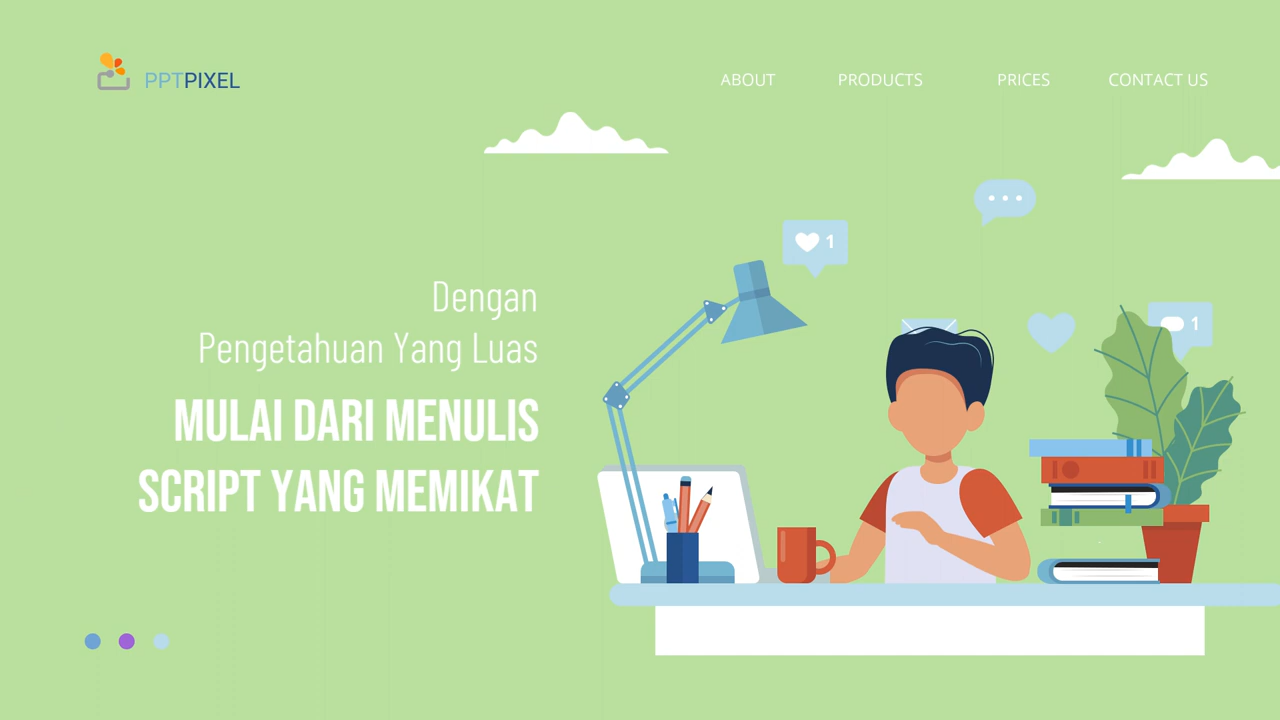 PPTPIXEL
ABOUT PRODUCTS PRICES CONTACT US
1
1
Dengan
Pengetahuan Yang Luas
MULAI DARI MENULIS
SCRIPT YANG MEMIKAT